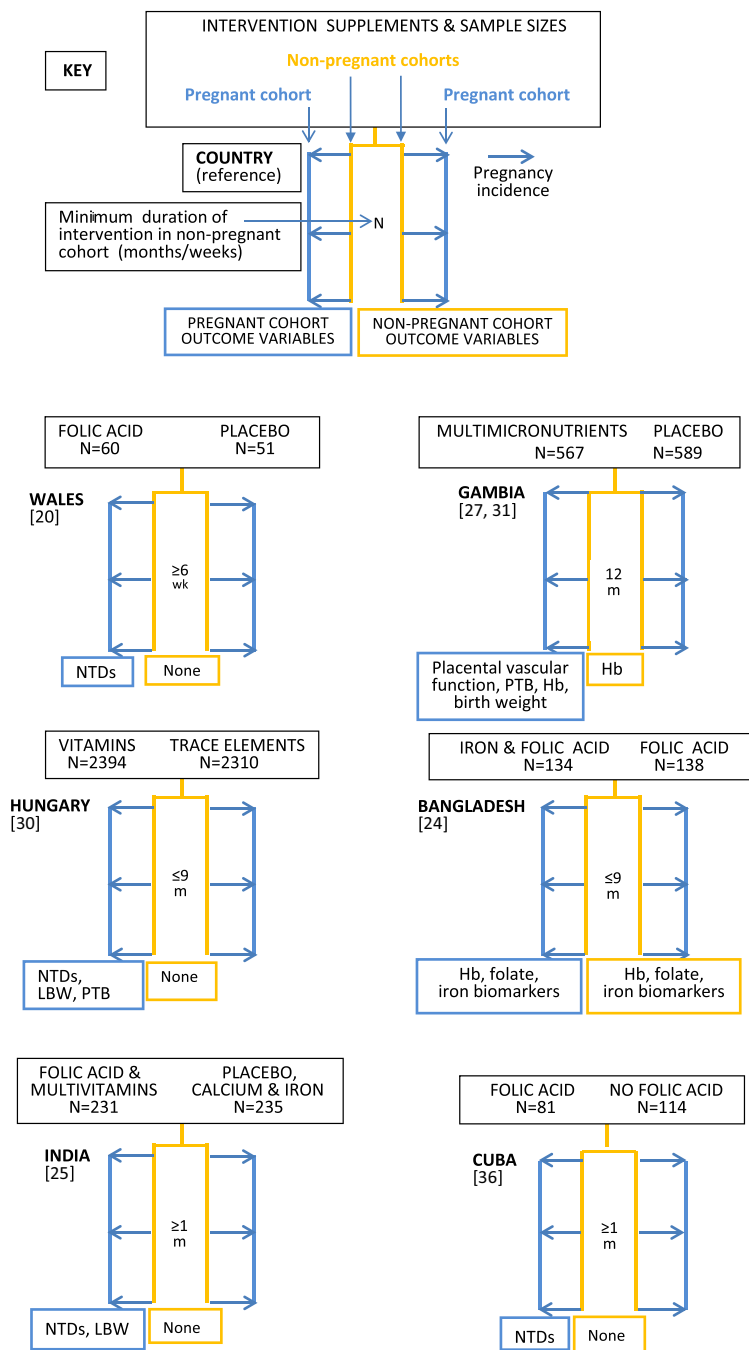 INTERVENTION SUPPLEMENTS & SAMPLE SIZES
Non-pregnant cohorts
KEY
Pregnant cohort
Pregnant cohort
COUNTRY
(reference)
Pregnancy
incidence
Minimum duration of
intervention in non-pregnant
cohort (months/weeks)
N
PREGNANT COHORT
OUTCOME VARIABLES
NON-PREGNANT COHORT
OUTCOME VARIABLES
FOLIC ACID
N=60
PLACEBO
N=51
WALES
[20]
≥6
wk
NTDs
None
MULTIMICRONUTRIENTS
N=567
PLACEBO
N=589
GAMBIA
[27, 31]
12
m
Placental vascular
function, PTB, Hb,
birth weight
Hb
VITAMINS
N=2394
TRACE ELEMENTS
N=2310
HUNGARY
[30]
≤9
m
NTDs,
LBW, PTB
None
IRON & FOLIC ACID
N=134
FOLIC ACID
N=138
BANGLADESH
[24]
≤9
m
Hb, folate,
iron biomarkers
Hb, folate,
iron biomarkers
FOLIC ACID &
MULTIVITAMINS
N=231
PLACEBO,
CALCIUM & IRON
N=235
INDIA
[25]
≥1
m
NTDs, LBW
None
FOLIC ACID
N=81
NO FOLIC ACID
N=114
CUBA
[36]
≥1
m
NTDs
None